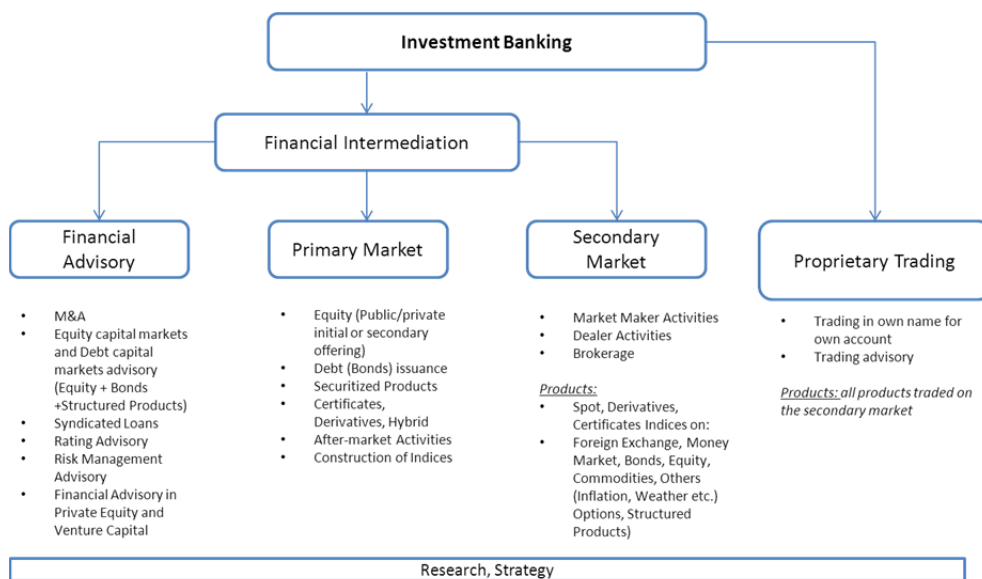 Investment Banking
Financial Intermediation
Financial
Advisory
Primary Market
Secondary
Market
Proprietary Trading
• M&A
• Equity capital markets
and Debt capital
markets advisory
(Equity + Bonds
+Structured Products)
• Syndicated Loans
• Rating Advisory
• Risk Management
Advisory
• Financial Advisory in
Private Equity and
Venture Capital
• Equity (Public/private
initial or secondary
offering)
• Debt (Bonds) issuance
• Securitized Products
• Certificates,
Derivatives, Hybrid
• After-market Activities
• Construction of Indices
• Market Maker Activities
• Dealer Activities
• Brokerage
Products:
• Spot, Derivatives,
Certificates Indices on:
• Foreign Exchange, Money
Market, Bonds, Equity,
Commodities, Others
(Inflation, Weather etc.)
Options, Structured
Products)
• Trading in own name for
own account
• Trading advisory
Products: all products traded on
the secondary market
Research, Strategy